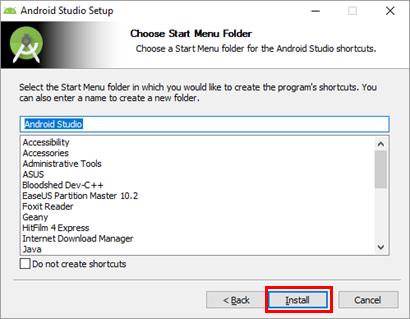 Android Studio Setup
Choose Start Menu Folder
Choose a Start Menu folder for the Android Studio shortcuts.
Select the Start Menu folder in which you would like to create the program's shortcuts. You
can also enter a name to create a new folder.
Android Studio
Accessibility
Accessories
Administrative Tools
ASUS
Bloodshed Dev-C++
EaseUS Partition Master 10.2
Foxit Reader
Geany
HitFilm 4 Express
Internet Download Manager
Java
Do not create shortcuts
< Back Install Cancel